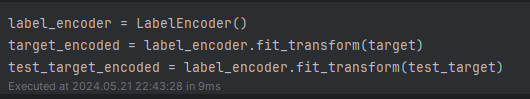 label_encoder = LabelEncoder()
target_encoded = label_encoder.fit_transform(target)
test_target_encoded = label_encoder.fit_transform(test_target)
Executed at 2024.05.21 22:43:28 in 9ms